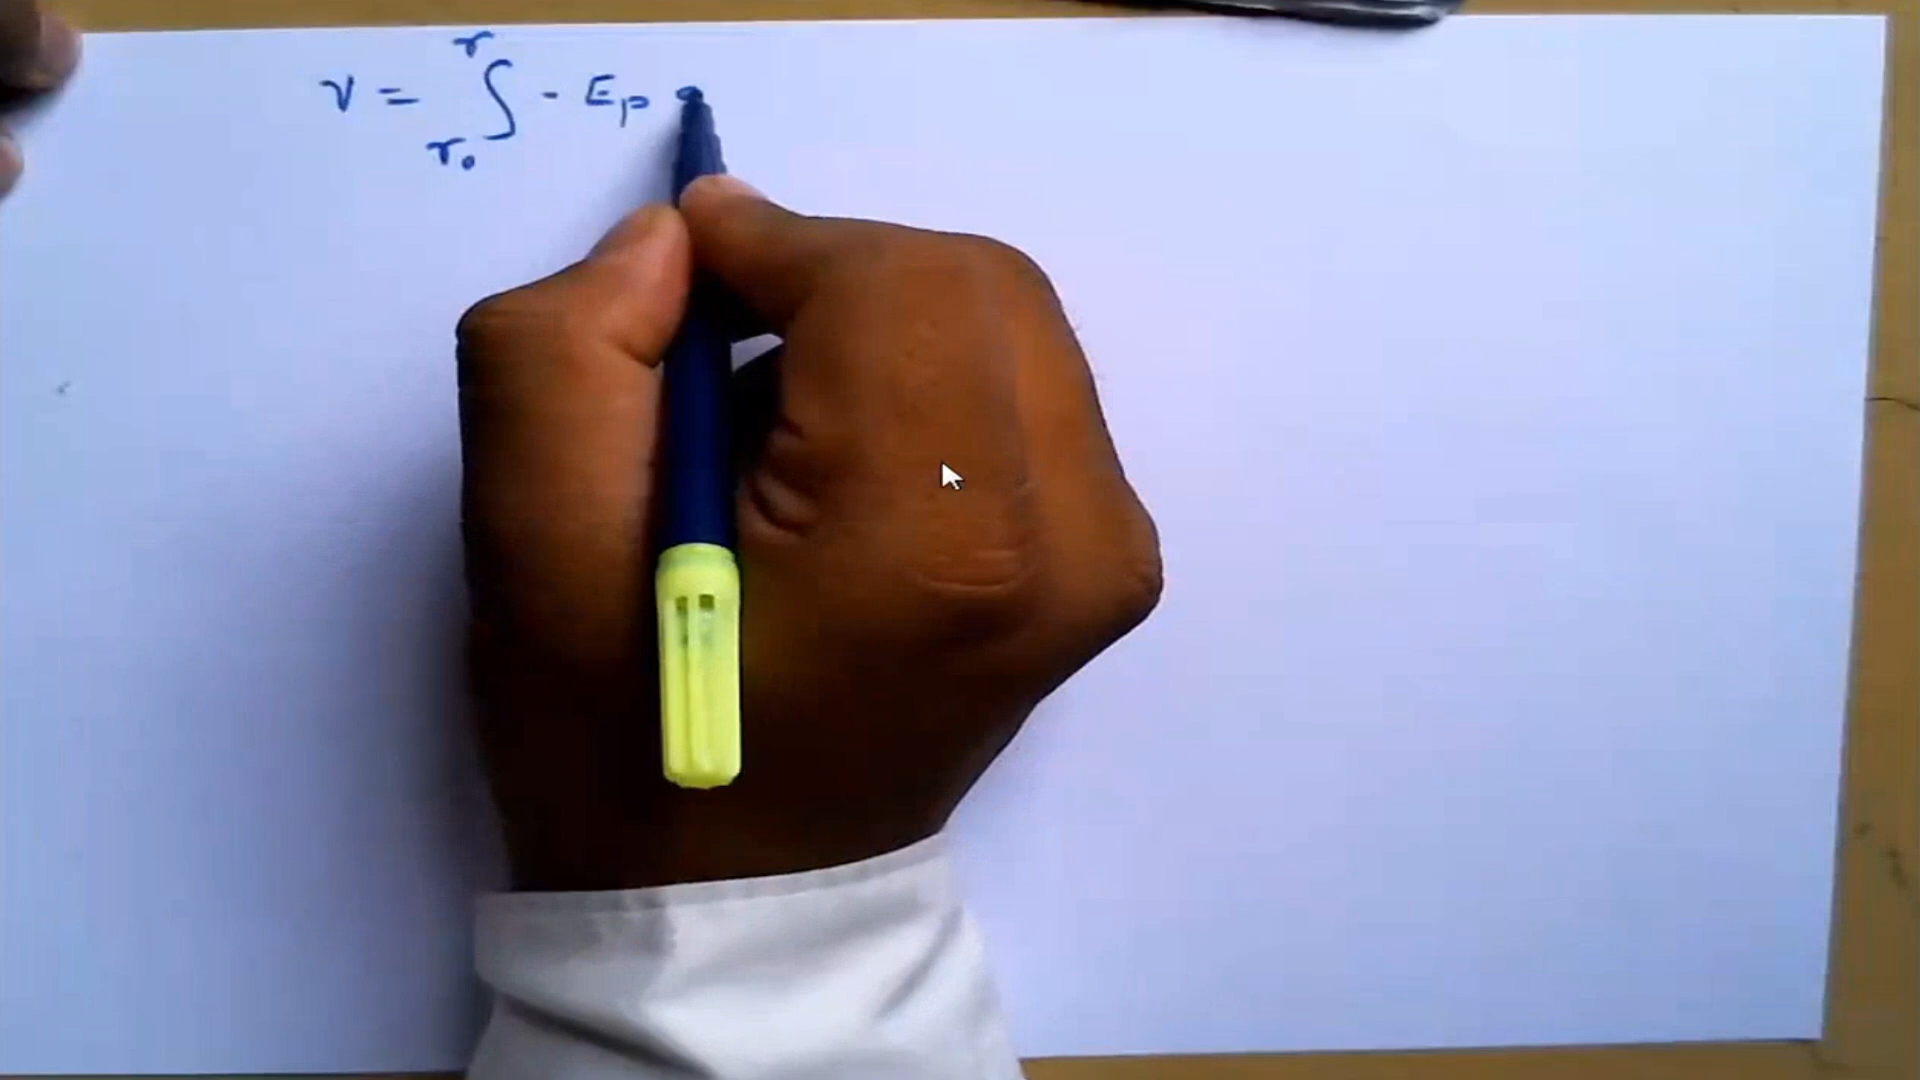 r
V = ∫ - Ep
r₀